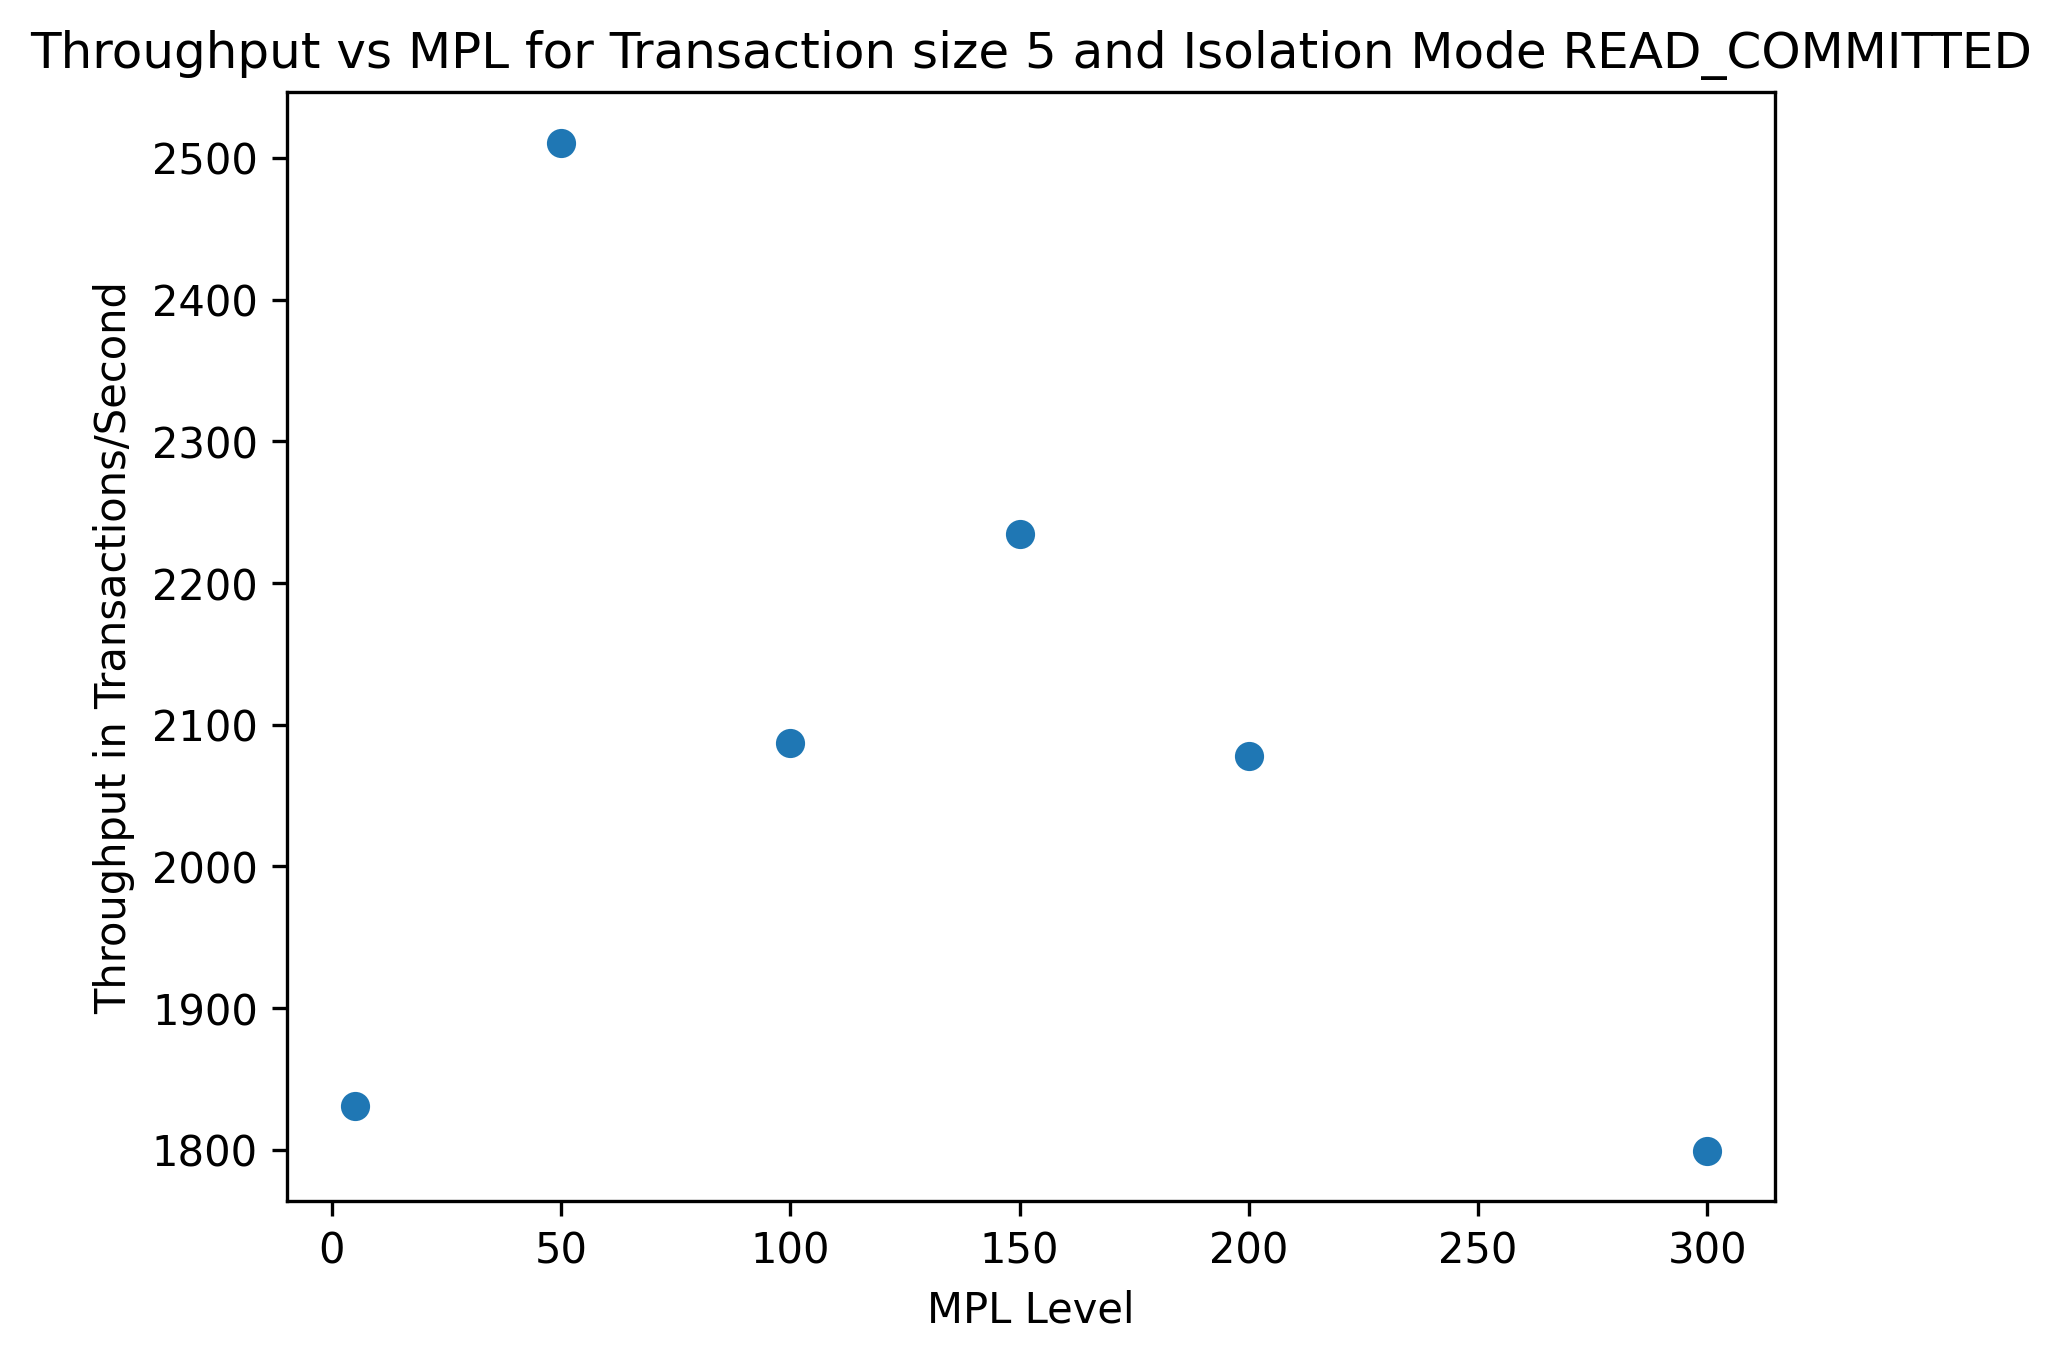 Throughput vs MPL for Transaction size 5 and Isolation Mode READ_COMMITTED
Throughput in Transactions/Second
2500
2400
2300
2200
2100
2000
1900
1800
0 50 100 150 200 250 300
MPL Level